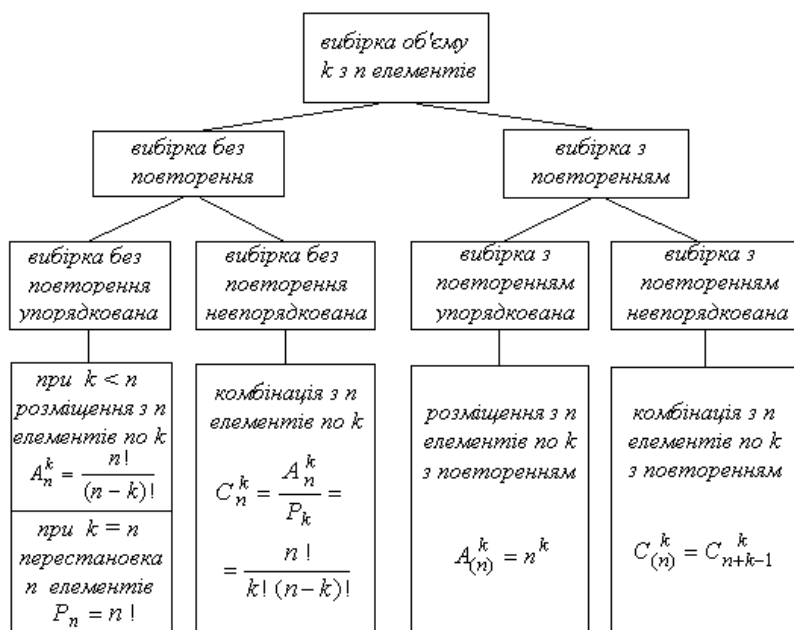 вибірка об'єму
k з n елементів
вибірка без
повторення
вибірка з
повторенням
вибірка без
повторення
упорядкована
вибірка без
повторення
невпорядкована
вибірка з
повторенням
упорядкована
вибірка з
повторенням
невпорядкована
при k < n
розміщення з n
елементів по k
A_n^k = n! / (n − k)!
при k = n
перестановка
n елементів
P_n = n !
комбінація з n
елементів по k
C_n^k = A_n^k / P_k =
= n! / k! (n−k)!
розміщення з n
елементів по k
з повторенням
A_(n)^k = n^k
комбінація з n
елементів по k
з повторенням
C_(n)^k = C_{n+k−1}^k